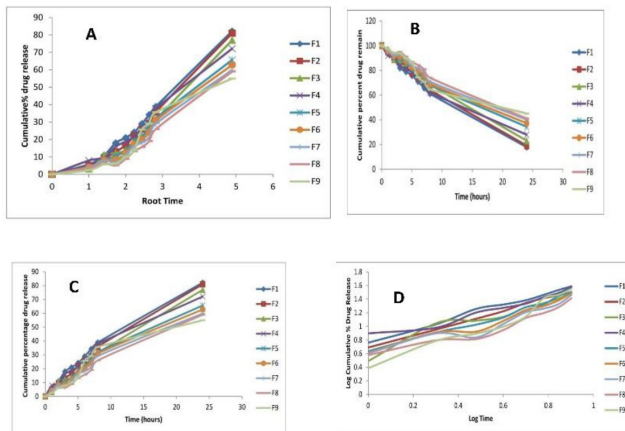 A
Cumulative% drug release
90
80
70
60
50
40
30
20
10
0
0 1 2 3 4 5 6
Root Time
F1
F2
F3
F4
F5
F6
F7
F8
F9
B
Cumulative percent drug remain
120
100
80
60
40
20
0
0 5 10 15 20 25 30
Time (hours)
F1
F2
F3
F4
F5
F6
F7
F8
F9
C
Cumulative percentage drug release
90
80
70
60
50
40
30
20
10
0
0 5 10 15 20 25 30
Time (hours)
F1
F2
F3
F4
F5
F6
F7
F8
F9
D
Log Cumulative % Drug Release
1.8
1.6
1.4
1.2
1
0.8
0.6
0.4
0.2
0
0 0.2 0.4 0.6 0.8 1
Log Time
F1
F2
F3
F4
F5
F6
F7
F8
F9